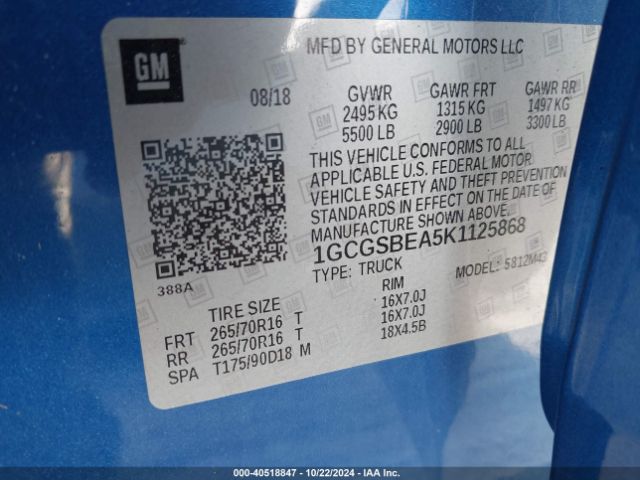 GM
MFD BY GENERAL MOTORS LLC
08/18
GVWR GAWR FRT GAWR RR
2495 KG 1315 KG 1497 KG
5500 LB 2900 LB 3300 LB
THIS VEHICLE CONFORMS TO ALL
APPLICABLE U.S. FEDERAL MOTOR
VEHICLE SAFETY AND THEFT PREVENTION
STANDARDS IN EFFECT ON THE DATE OF
MANUFACTURE SHOWN ABOVE.
1GCGSBEA5K1125868
TYPE: TRUCK MODEL: 5812M43
388A
TIRE SIZE RIM
FRT 265/70R16 T 16X7.0J
RR 265/70R16 T 16X7.0J
SPA T175/90D18 M 18X4.5B
000-40518847 - 10/22/2024 - IAAI.COM